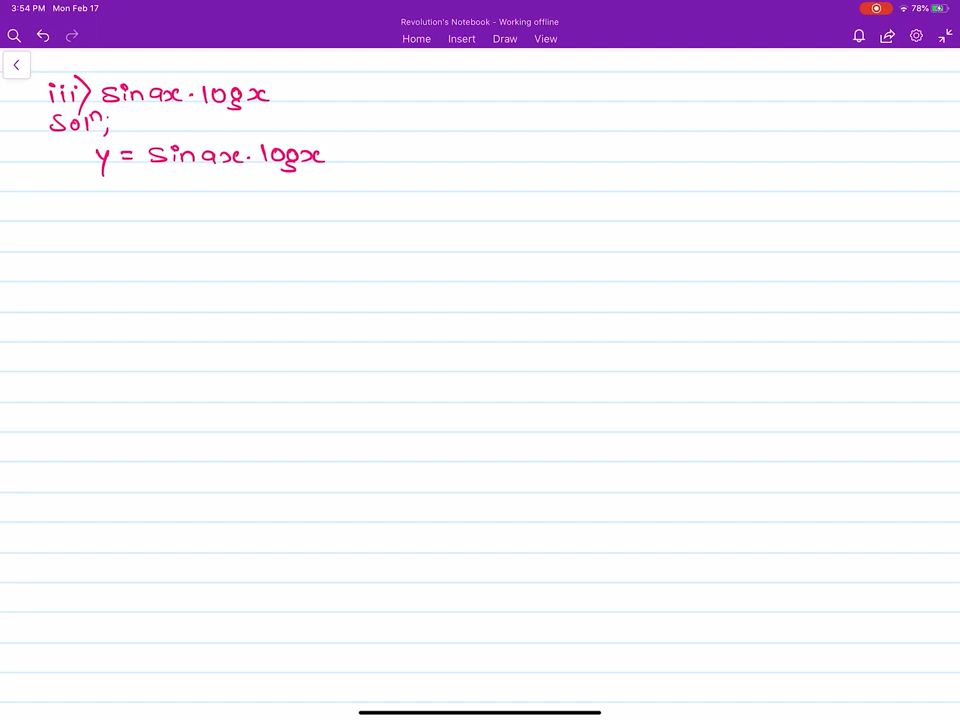 3:54 PM Mon Feb 17
78%
Revolution's Notebook - Working offline
Home Insert Draw View
iii) sin ax · log x
Solⁿ;
y = sin ax · log x